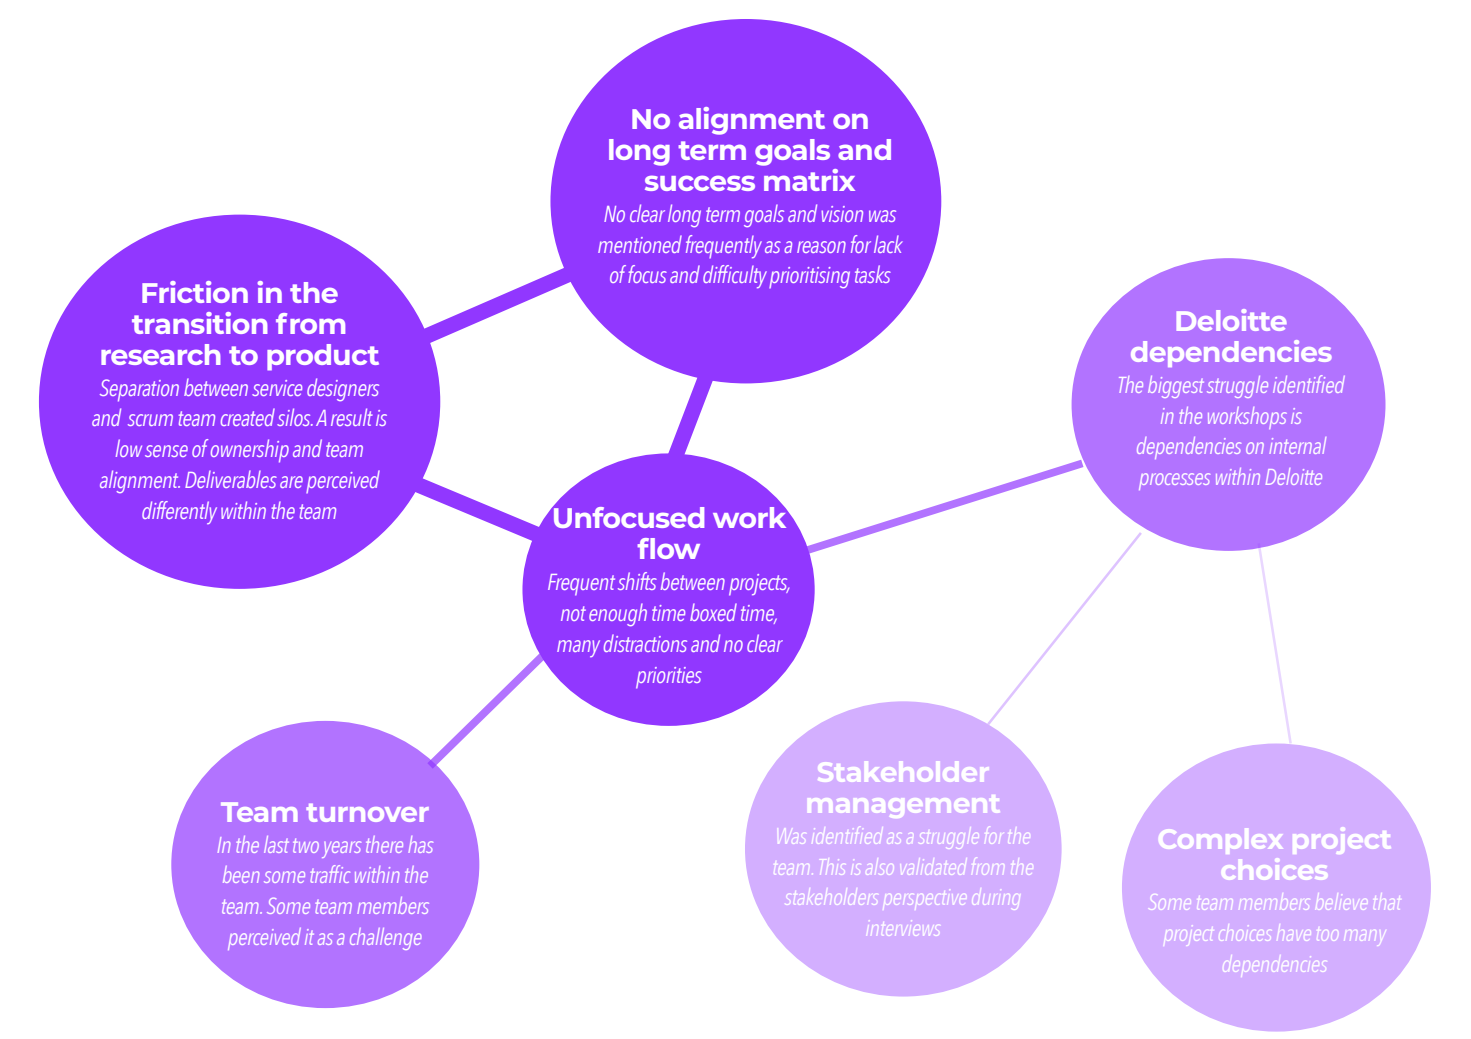 No alignment on
long term goals and
success matrix
No clear long term goals and vision was
mentioned frequently as a reason for lack
of focus and difficulty prioritising tasks
Friction in the
transition from
research to product
Separation between service designers
and scrum team created silos. A result is
low sense of ownership and team
alignment. Deliverables are perceived
differently within the team
Deloitte
dependencies
The biggest struggle identified
in the workshops is
dependencies on internal
processes within Deloitte
Unfocused work
flow
Frequent shifts between projects,
not enough time boxed time,
many distractions and no clear
priorities
Team turnover
In the last two years there has
been some traffic within the
team. Some team members
perceived it as a challenge
Stakeholder
management
Was identified as a struggle for the
team. This is also validated from the
stakeholders perspective during
interviews
Complex project
choices
Some team members believe that
project choices have too many
dependencies